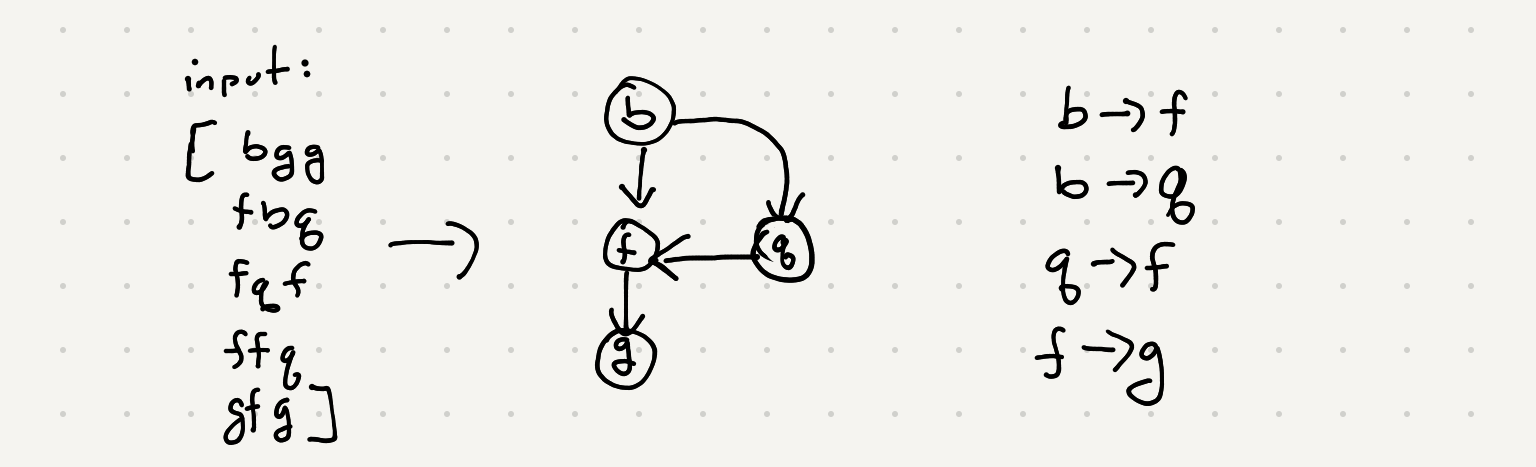 input:
[ bgg
fbq
fqf
ffq
gfg ]
b
f
q
g
b → f
b → q
q → f
f → g